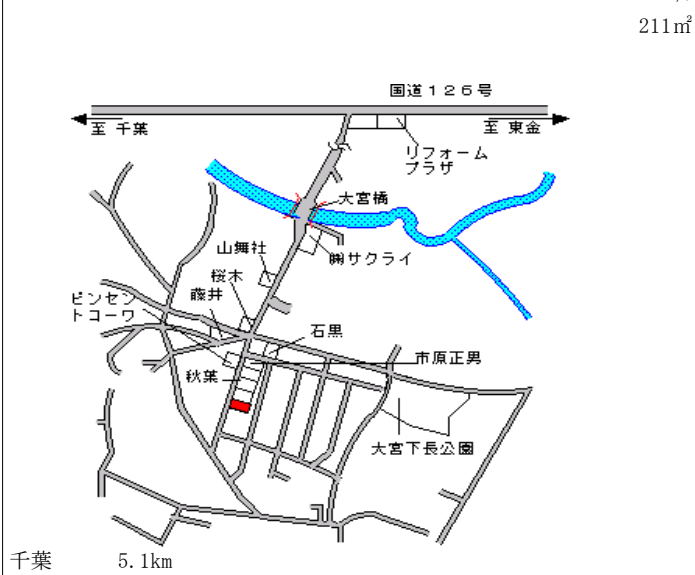 211㎡
国道126号
至 千葉
至 東金
リフォーム
プラザ
大宮橋
㈱サクライ
山舞社
桜木
藤井
ビンセン
トコーワ
石黒
市原正男
秋葉
大宮下長公園
千葉 5.1km